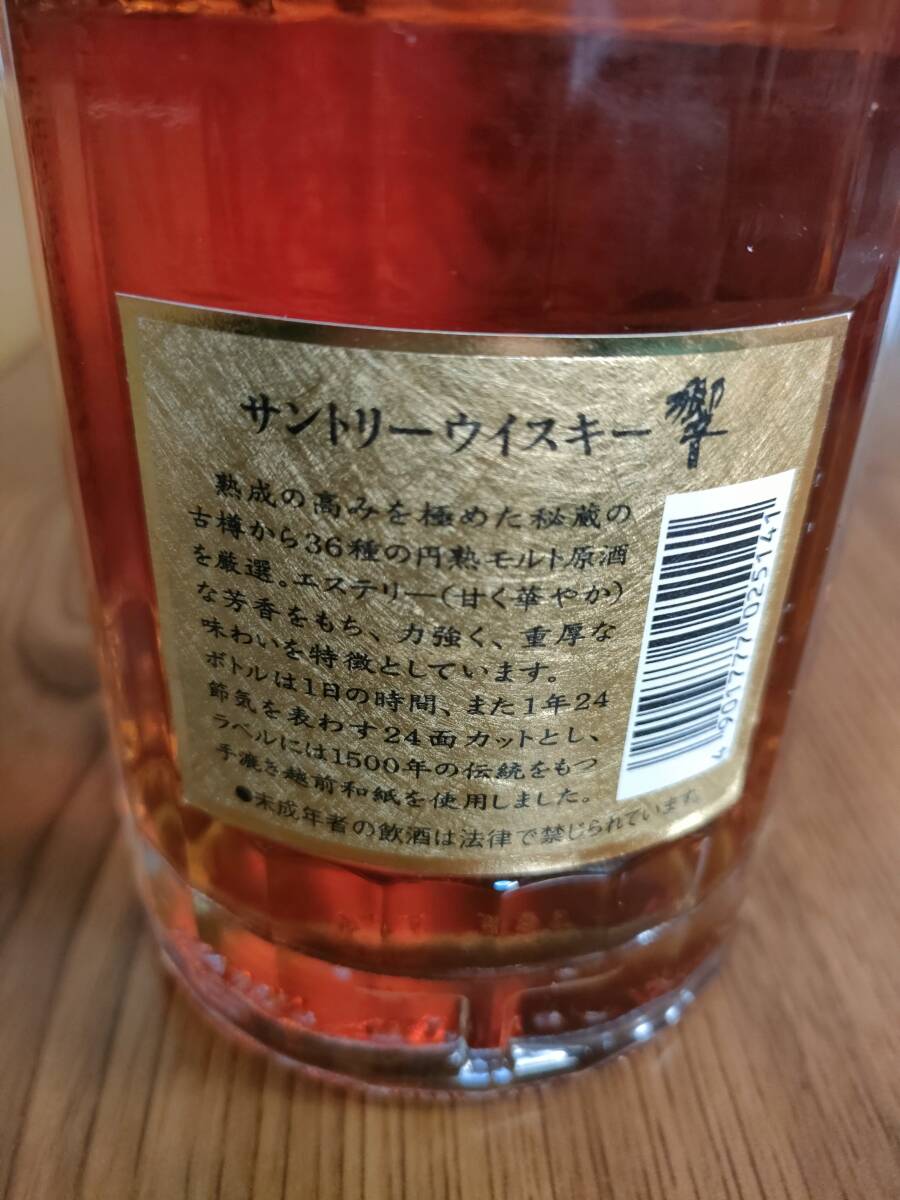 サントリーウイスキー 響
熟成の高みを極めた秘蔵の
古樽から36種の円熟モルト原酒
を厳選。エステリー(甘く華やか)
な芳香をもち、力強く、重厚な
味わいを特徴としています。
ボトルは1日の時間、また1年24
節気を表わす24面カットとし、
ラベルには1500年の伝統をもつ
手漉き越前和紙を使用しました。
●未成年者の飲酒は法律で禁じられています。
4 901777 025141